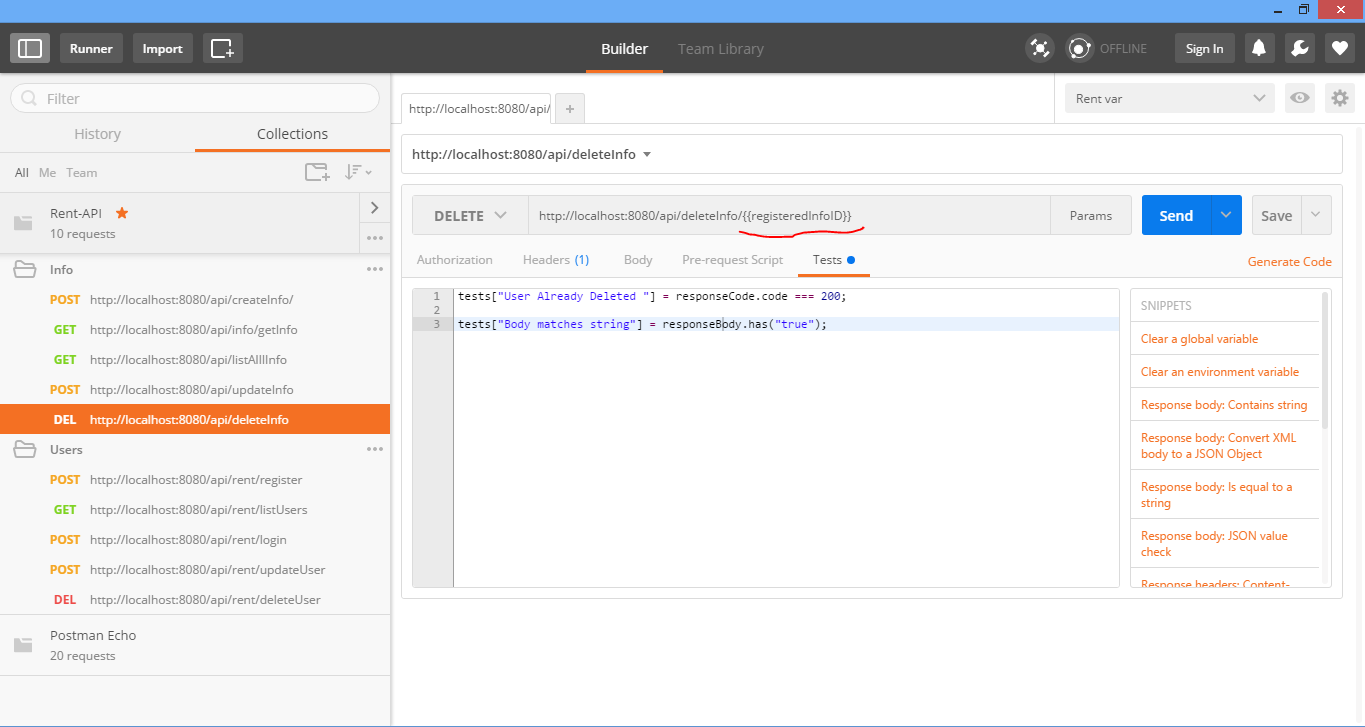 Runner
Import
Builder
Team Library
OFFLINE
Sign In
Filter
History
Collections
All Me Team
Rent-API
10 requests
Info
POST http://localhost:8080/api/createInfo/
GET http://localhost:8080/api/info/getInfo
GET http://localhost:8080/api/listAllIInfo
POST http://localhost:8080/api/updateInfo
DEL http://localhost:8080/api/deleteInfo
Users
POST http://localhost:8080/api/rent/register
GET http://localhost:8080/api/rent/listUsers
POST http://localhost:8080/api/rent/login
POST http://localhost:8080/api/rent/updateUser
DEL http://localhost:8080/api/rent/deleteUser
Postman Echo
20 requests
http://localhost:8080/api/
+
Rent var
http://localhost:8080/api/deleteInfo
DELETE
http://localhost:8080/api/deleteInfo/{{registeredInfoID}}
Params
Send
Save
Authorization
Headers (1)
Body
Pre-request Script
Tests
Generate Code
1 tests["User Already Deleted "] = responseCode.code === 200;
2
3 tests["Body matches string"] = responseBody.has("true");
SNIPPETS
Clear a global variable
Clear an environment variable
Response body: Contains string
Response body: Convert XML
body to a JSON Object
Response body: Is equal to a
string
Response body: JSON value
check
Response headers: Content-